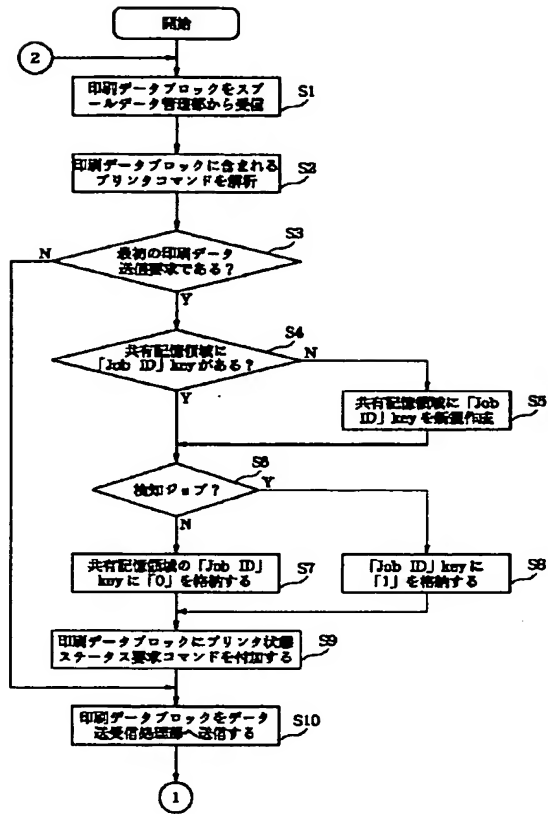 開始
2
印刷データブロックをスプ
ールデータ管理部から受信
S1
印刷データブロックに含まれる
プリンタコマンドを解析
S2
S3
最初の印刷データ
送信要求である？
N
Y
S4
共有記憶領域に
「Job ID」keyがある？
N
Y
共有記憶領域に「Job
ID」keyを新規作成
S5
S6
検知ジョブ？
Y
N
共有記憶領域の「Job ID」
keyに「0」を格納する
S7
「Job ID」keyに
「1」を格納する
S8
印刷データブロックにプリンタ状態
ステータス要求コマンドを付加する
S9
印刷データブロックをデータ
送受信処理部へ送信する
S10
1